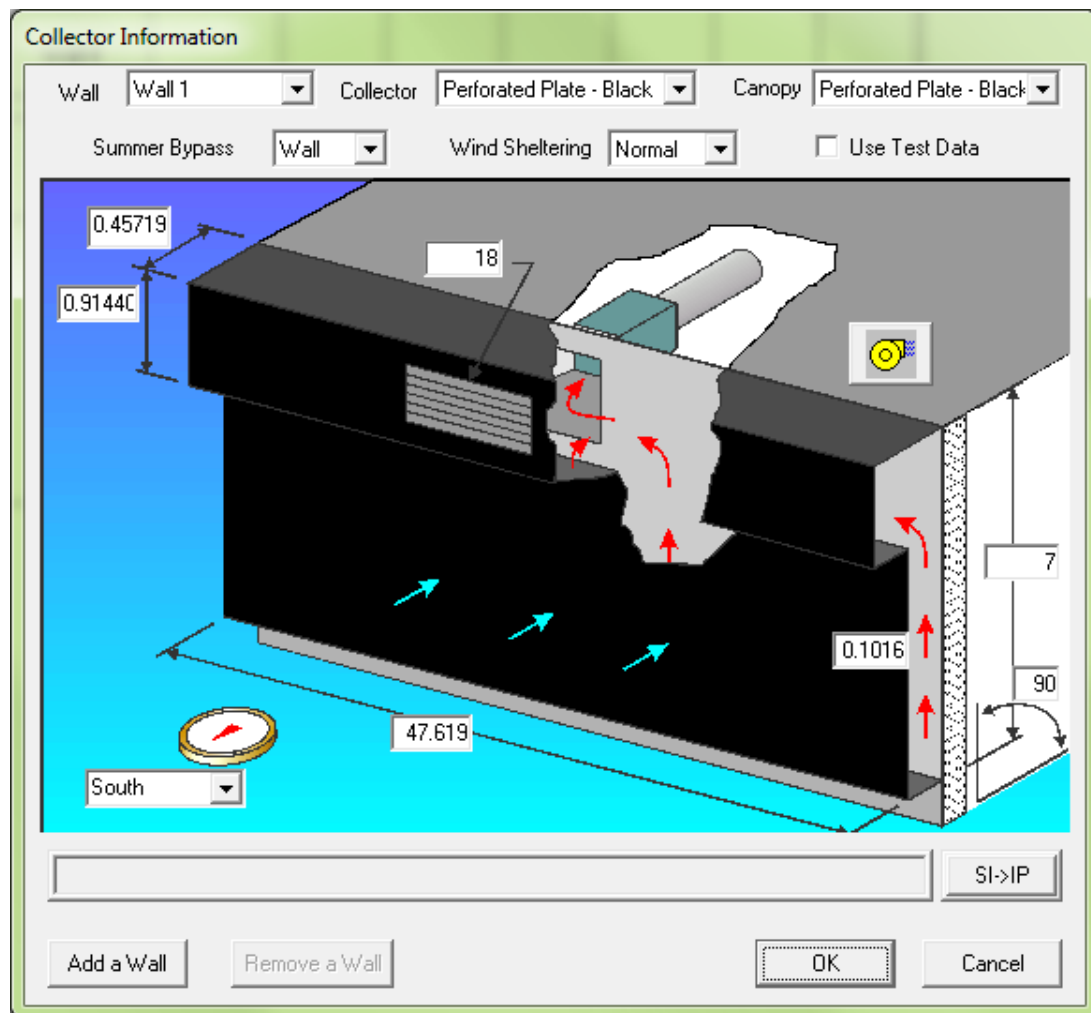 Collector Information
Wall Wall 1 Collector Perforated Plate - Black Canopy Perforated Plate - Black
Summer Bypass Wall Wind Sheltering Normal Use Test Data
0.45719
18
0.91440
7
0.1016
90
47.619
South
SI->IP
Add a Wall Remove a Wall OK Cancel